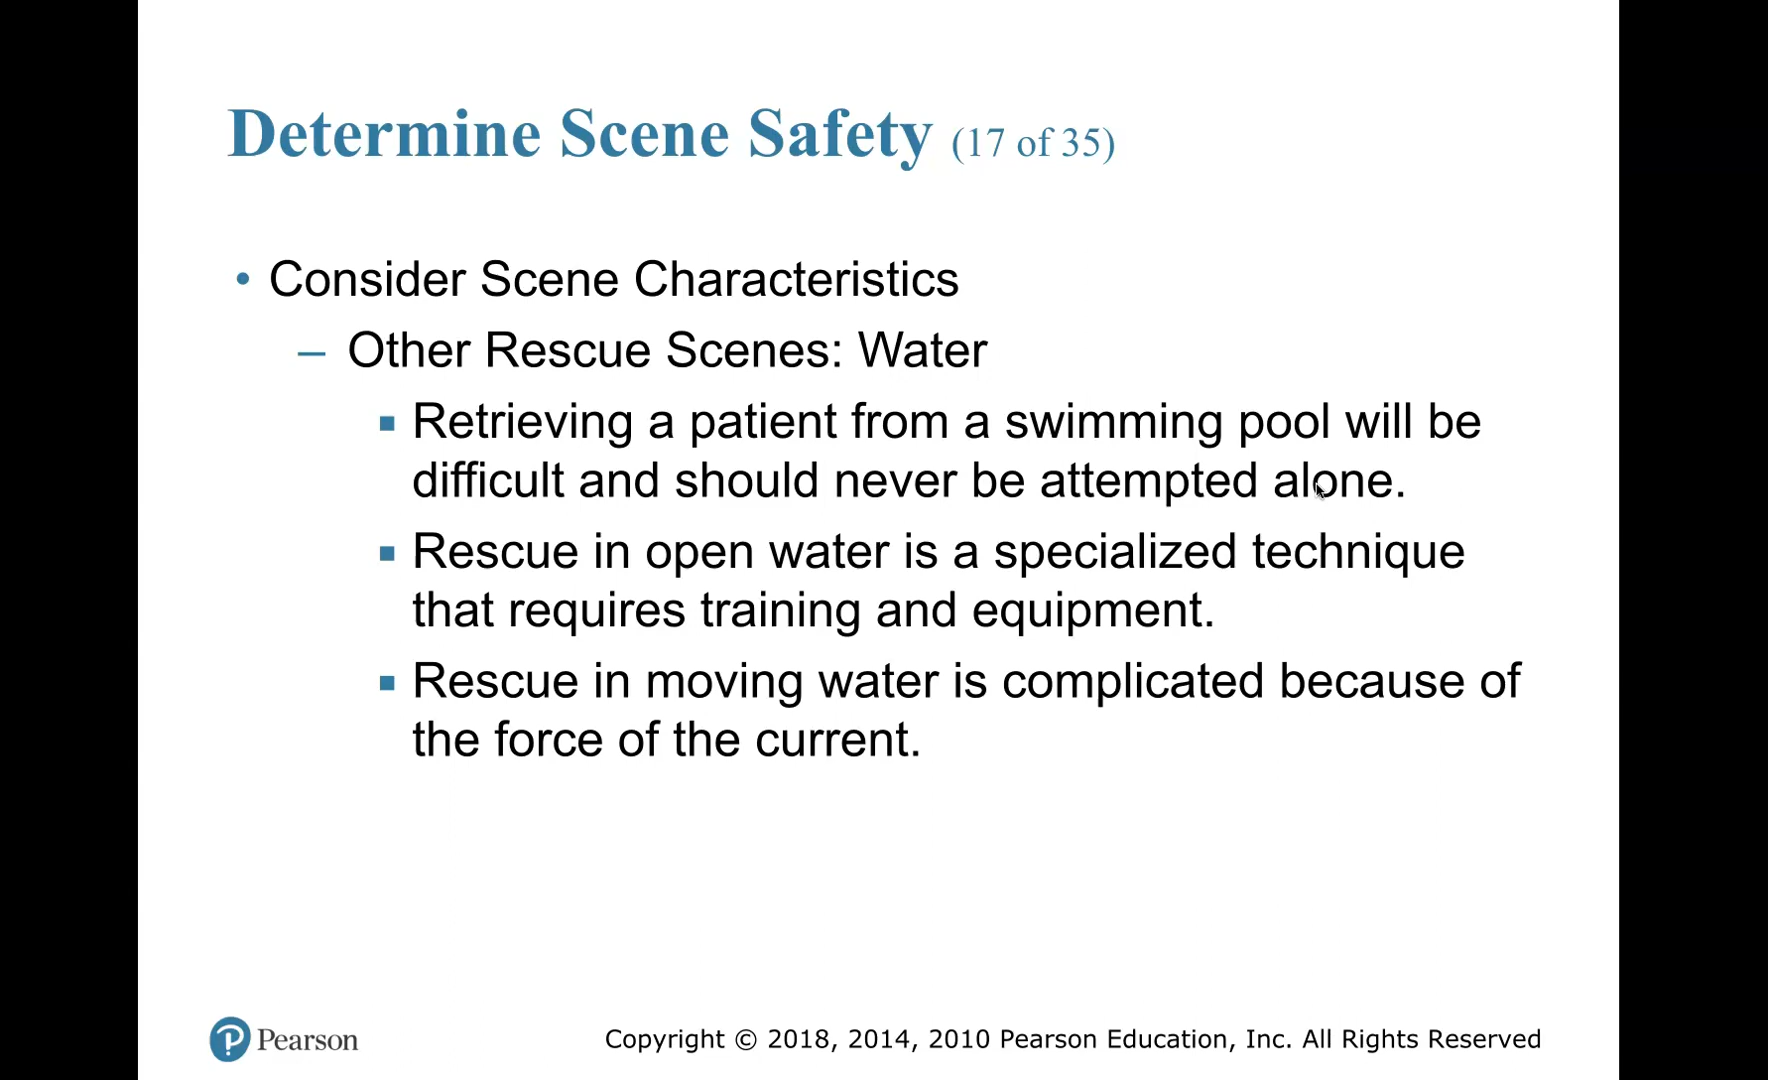 Determine Scene Safety (17 of 35)
• Consider Scene Characteristics
– Other Rescue Scenes: Water
▪ Retrieving a patient from a swimming pool will be
difficult and should never be attempted alone.
▪ Rescue in open water is a specialized technique
that requires training and equipment.
▪ Rescue in moving water is complicated because of
the force of the current.
Pearson
Copyright © 2018, 2014, 2010 Pearson Education, Inc. All Rights Reserved